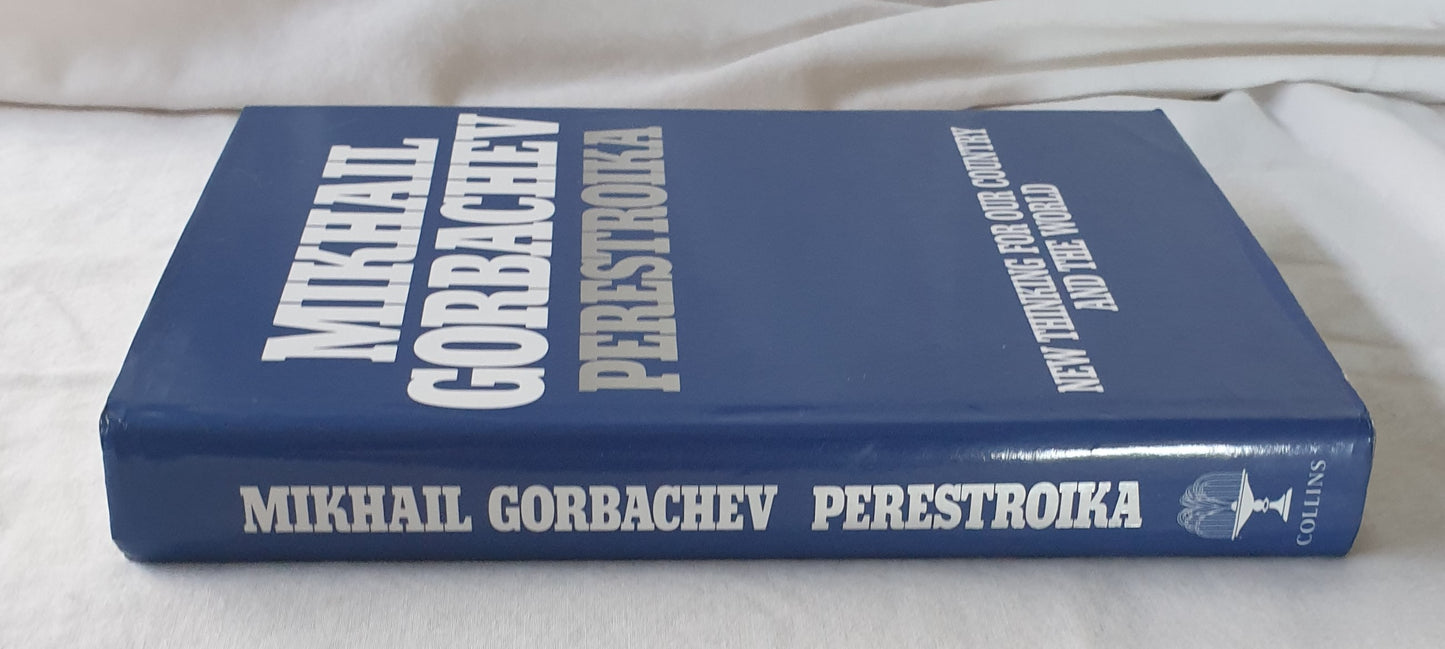 MIKHAIL
GORBACHEV
PERESTROIKA
NEW THINKING FOR OUR COUNTRY
AND THE WORLD
MIKHAIL GORBACHEV PERESTROIKA
COLLINS